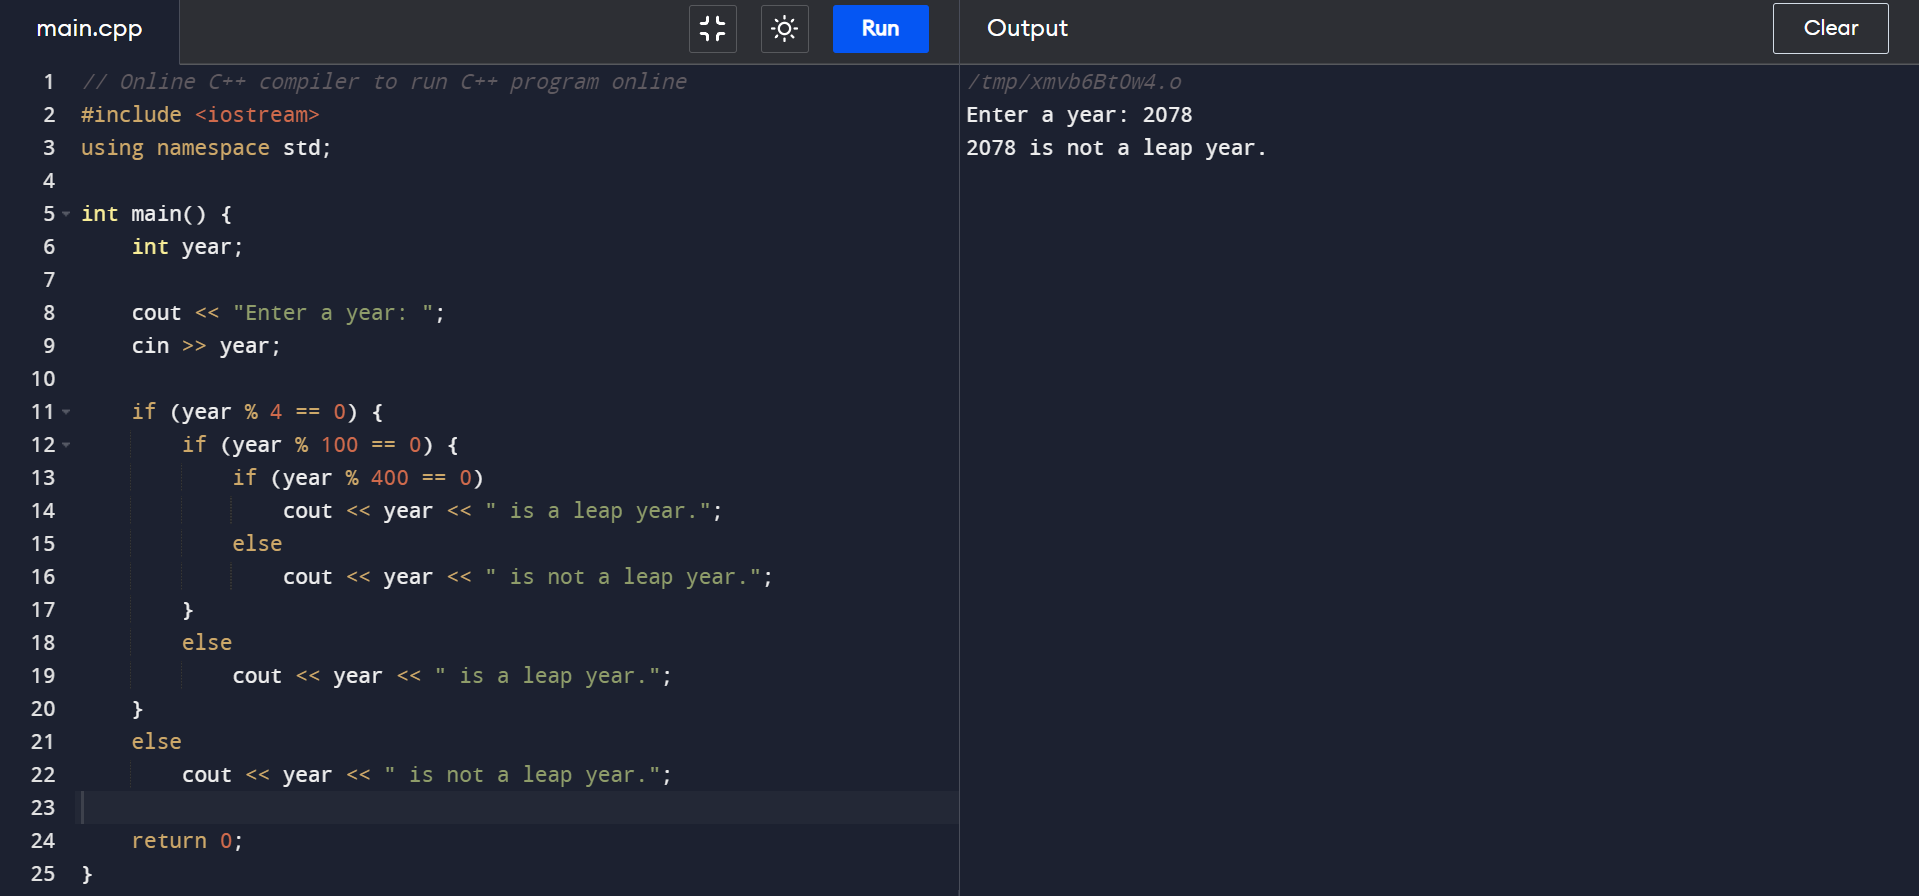 main.cpp
Run
Output
Clear
1 // Online C++ compiler to run C++ program online
2 #include <iostream>
3 using namespace std;
4
5 int main() {
6     int year;
7
8     cout << "Enter a year: ";
9     cin >> year;
10
11     if (year % 4 == 0) {
12         if (year % 100 == 0) {
13             if (year % 400 == 0)
14                 cout << year << " is a leap year.";
15             else
16                 cout << year << " is not a leap year.";
17         }
18         else
19             cout << year << " is a leap year.";
20     }
21     else
22         cout << year << " is not a leap year.";
23
24     return 0;
25 }
/tmp/xmvb6BtOw4.o
Enter a year: 2078
2078 is not a leap year.